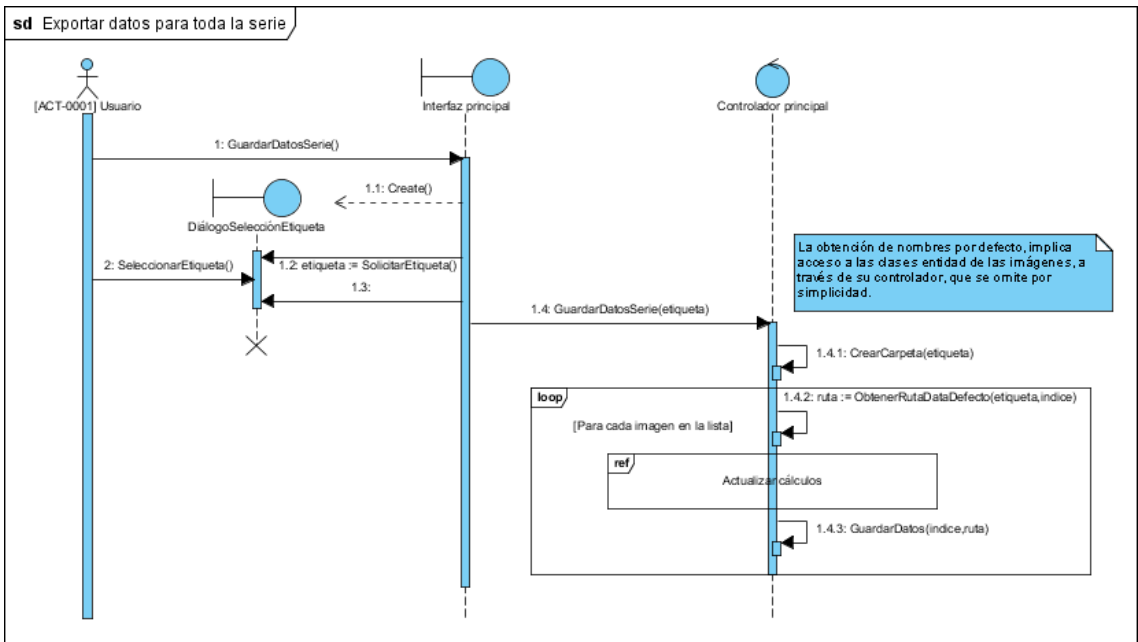 sd Exportar datos para toda la serie
[ACT-0001] Usuario
Interfaz principal
Controlador principal
1: GuardarDatosSerie()
1.1: Create()
DiálogoSelecciónEtiqueta
La obtención de nombres por defecto, implica
acceso a las clases entidad de las imágenes, a
través de su controlador, que se omite por
simplicidad.
2: SeleccionarEtiqueta()
1.2: etiqueta := SolicitarEtiqueta()
1.3:
1.4: GuardarDatosSerie(etiqueta)
1.4.1: CrearCarpeta(etiqueta)
loop
1.4.2: ruta := ObtenerRutaDataDefecto(etiqueta,indice)
[Para cada imagen en la lista]
ref
Actualizar cálculos
1.4.3: GuardarDatos(indice,ruta)